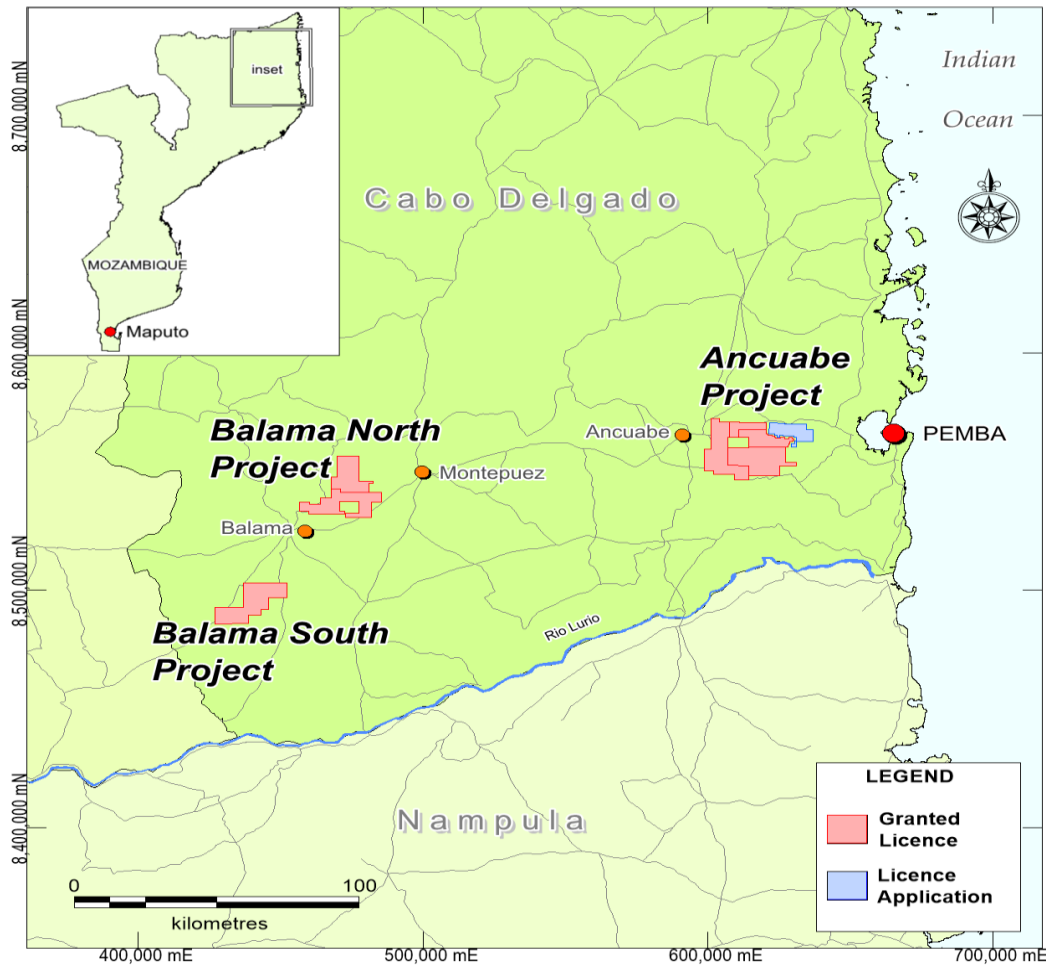 inset
MOZAMBIQUE
Maputo
Indian
Ocean
Cabo Delgado
Ancuabe
Project
Ancuabe
PEMBA
Balama North
Project
Montepuez
Balama
Balama South
Project
Rio Lurio
Nampula
LEGEND
Granted
Licence
Licence
Application
0 100
kilometres
8,700,000 mN
8,600,000 mN
8,500,000 mN
8,400,000 mN
400,000 mE 500,000 mE 600,000 mE 700,000 mE